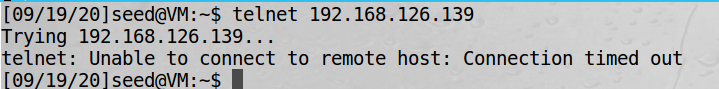 [09/19/20]seed@VM:~$ telnet 192.168.126.139
Trying 192.168.126.139...
telnet: Unable to connect to remote host: Connection timed out
[09/19/20]seed@VM:~$